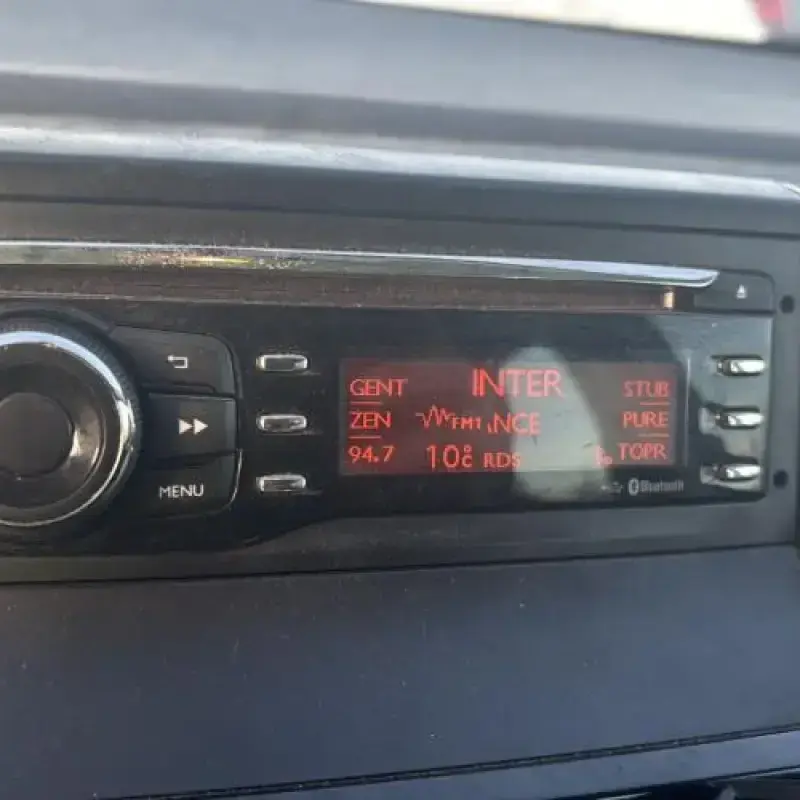 GENT INTER STUB
ZEN FM1 NCE PURE
94.7 10°C RDS TOPR
MENU
Bluetooth